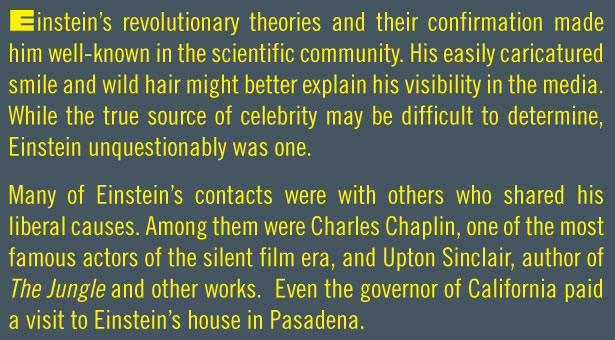 Einstein’s revolutionary theories and their confirmation made
him well-known in the scientific community. His easily caricatured
smile and wild hair might better explain his visibility in the media.
While the true source of celebrity may be difficult to determine,
Einstein unquestionably was one.
Many of Einstein’s contacts were with others who shared his
liberal causes. Among them were Charles Chaplin, one of the most
famous actors of the silent film era, and Upton Sinclair, author of
The Jungle and other works.  Even the governor of California paid
a visit to Einstein’s house in Pasadena.